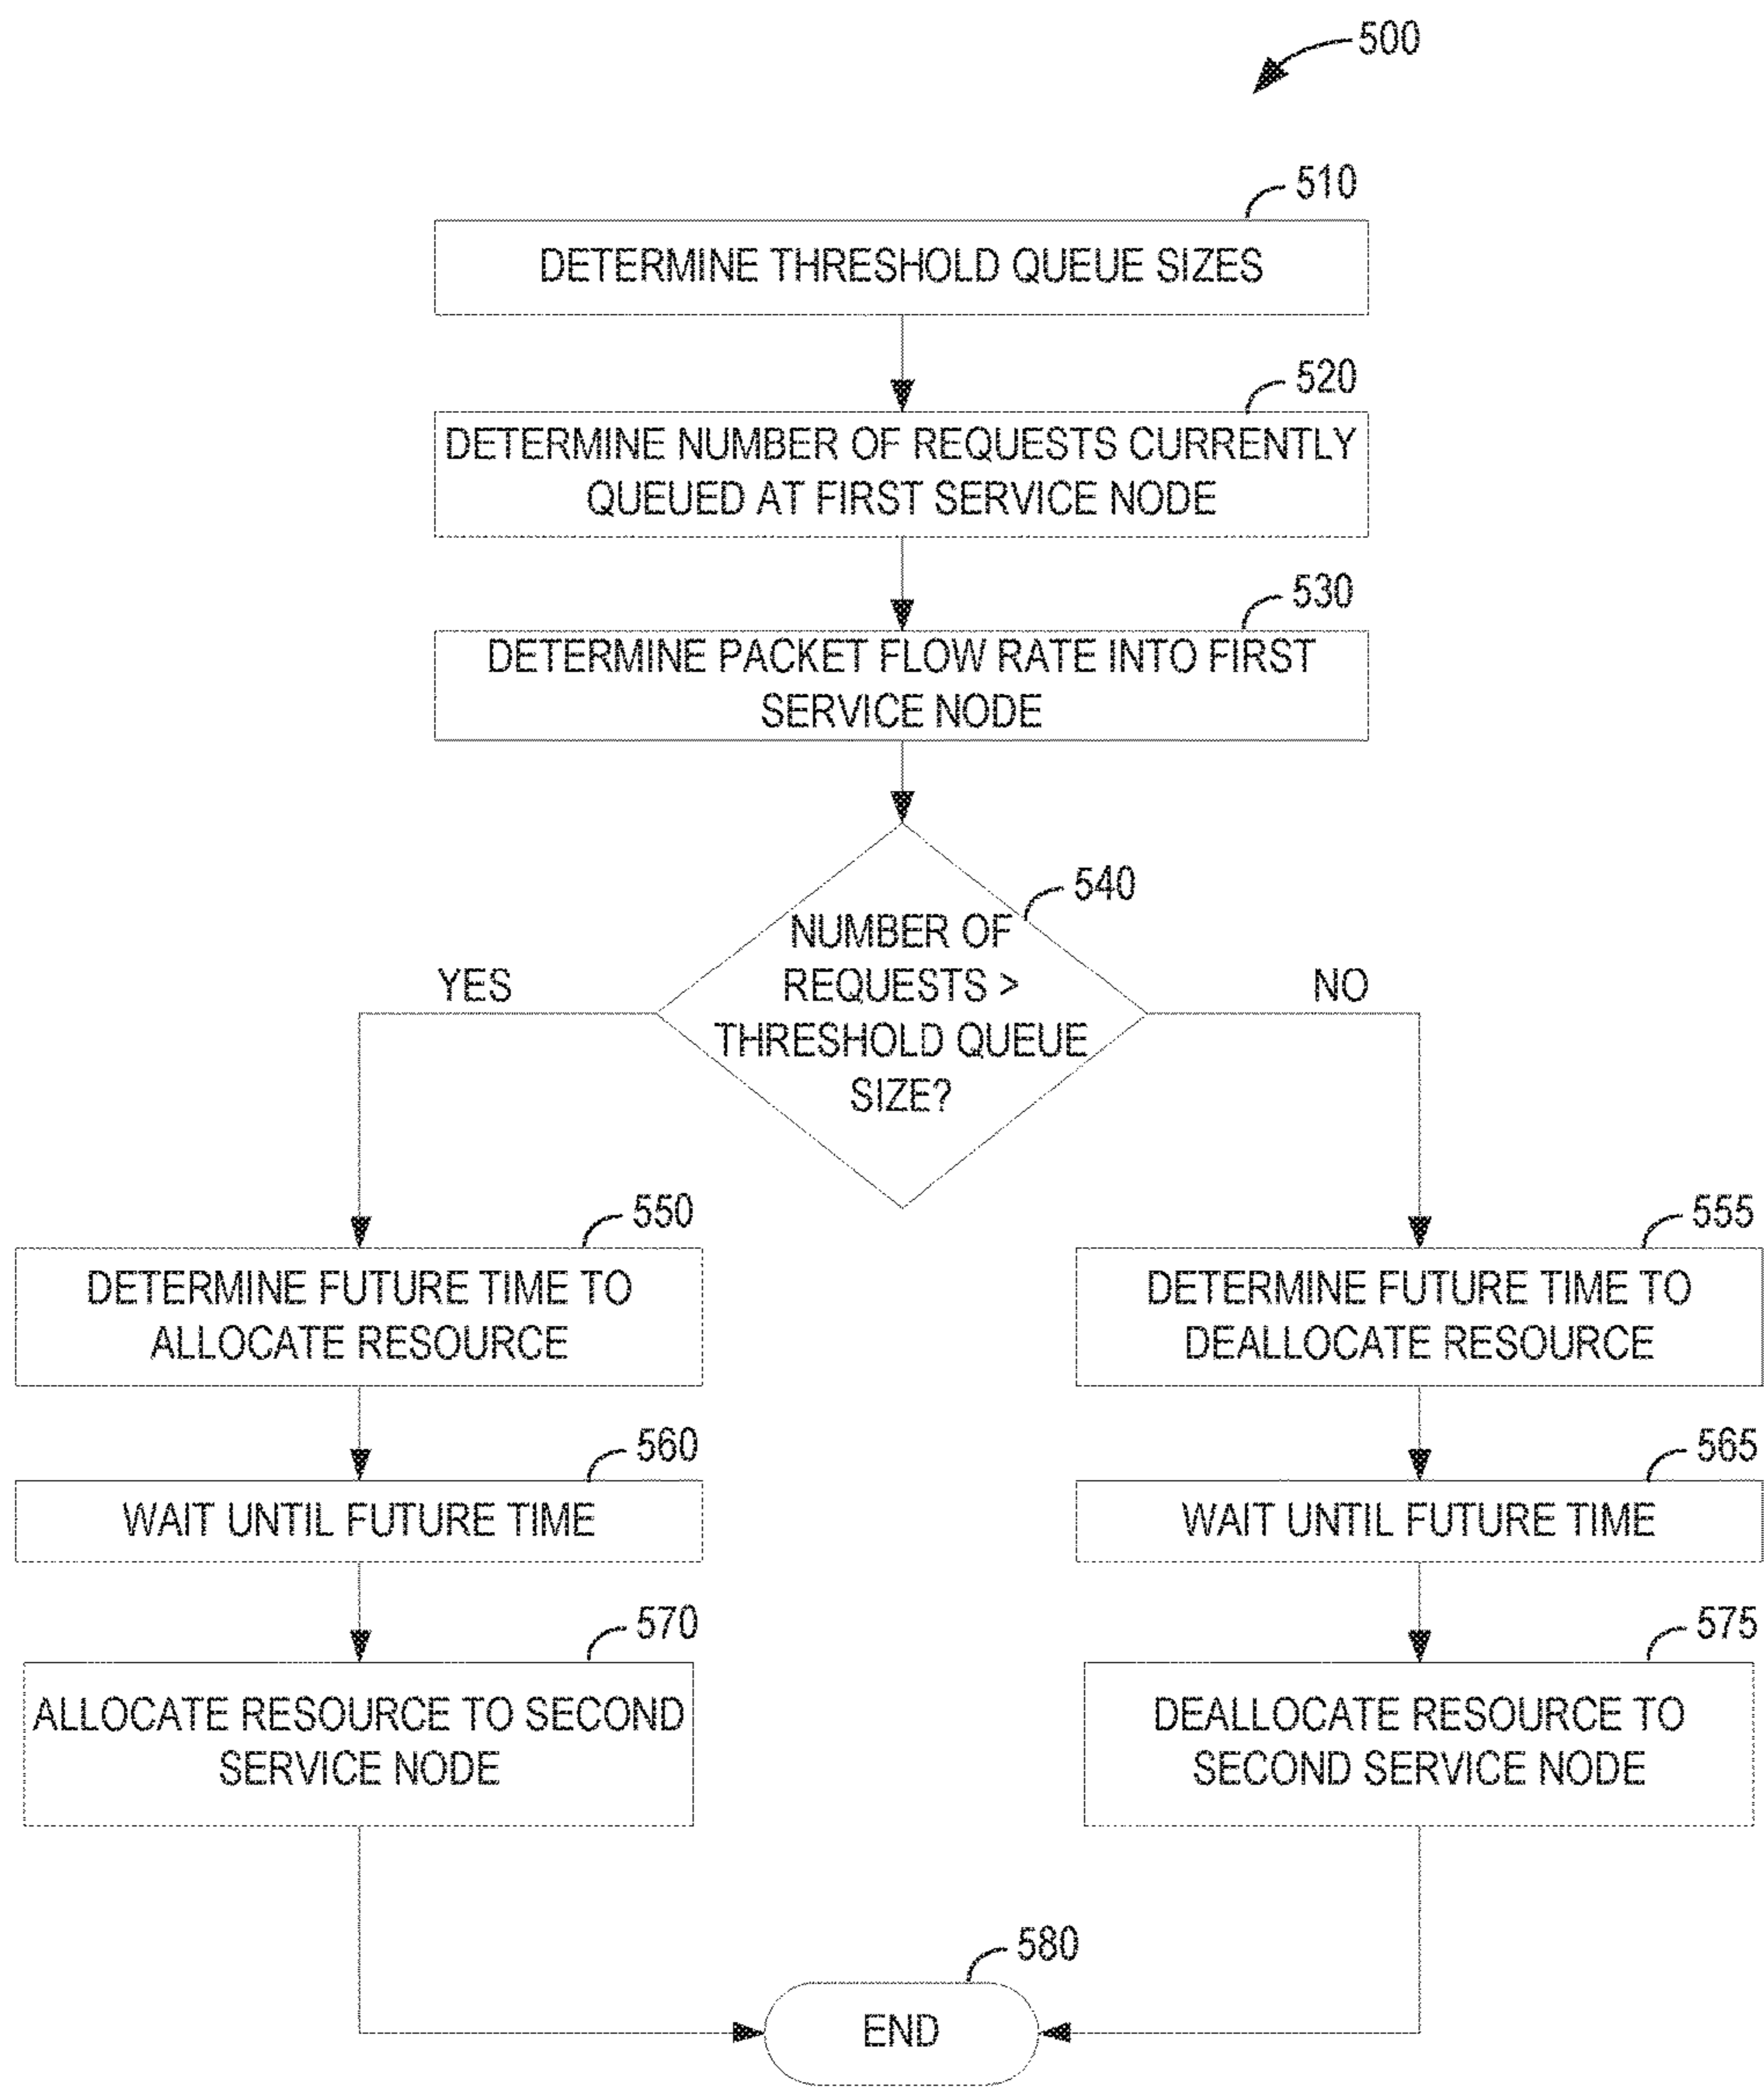 500
510
DETERMINE THRESHOLD QUEUE SIZES
520
DETERMINE NUMBER OF REQUESTS CURRENTLY
QUEUED AT FIRST SERVICE NODE
530
DETERMINE PACKET FLOW RATE INTO FIRST
SERVICE NODE
540
NUMBER OF
REQUESTS >
THRESHOLD QUEUE
SIZE?
YES
NO
550
DETERMINE FUTURE TIME TO
ALLOCATE RESOURCE
555
DETERMINE FUTURE TIME TO
DEALLOCATE RESOURCE
560
WAIT UNTIL FUTURE TIME
565
WAIT UNTIL FUTURE TIME
570
ALLOCATE RESOURCE TO SECOND
SERVICE NODE
575
DEALLOCATE RESOURCE TO
SECOND SERVICE NODE
580
END